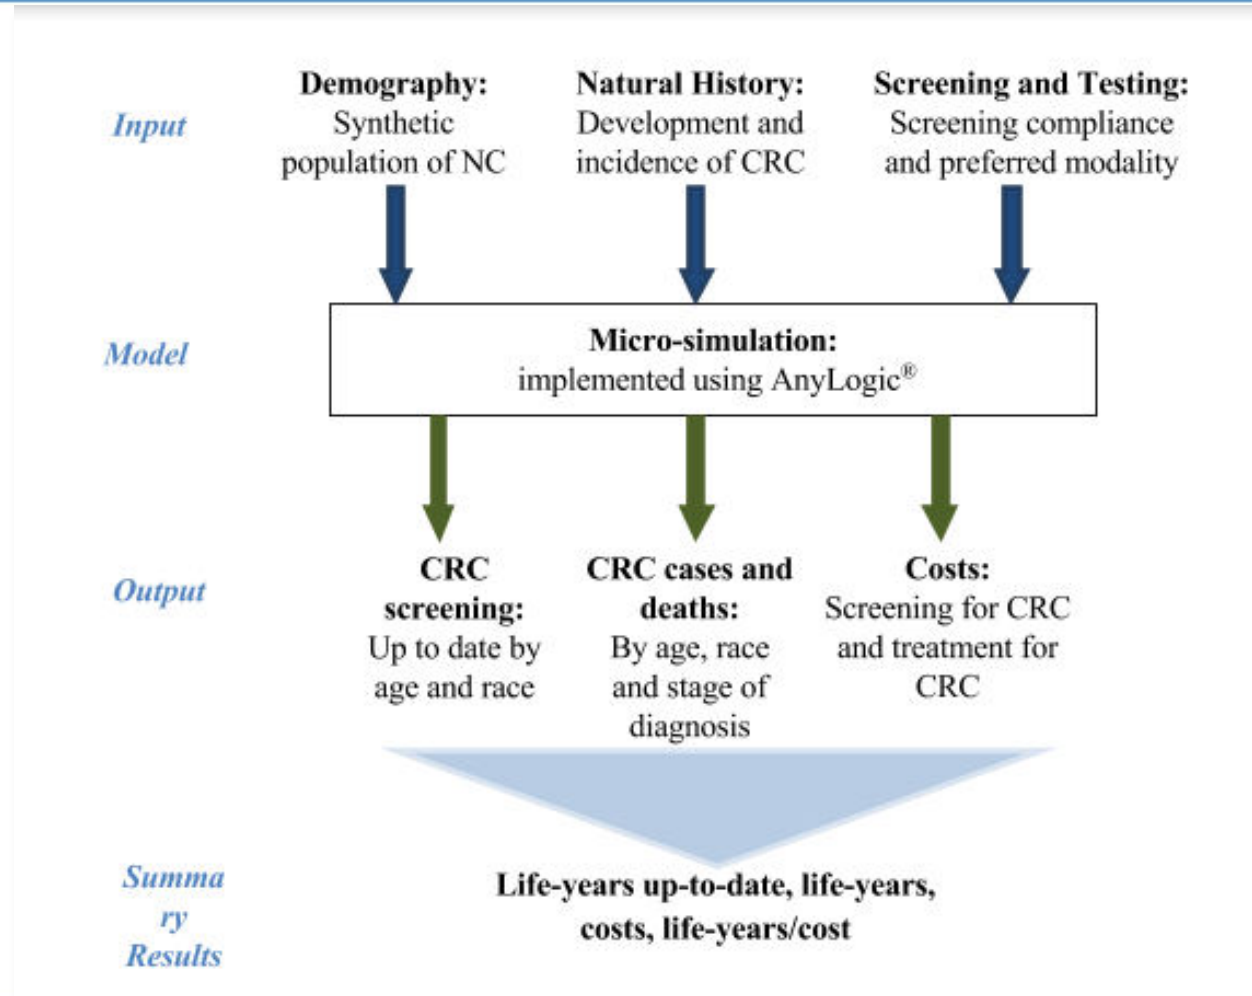 Input
Demography:
Synthetic
population of NC
Natural History:
Development and
incidence of CRC
Screening and Testing:
Screening compliance
and preferred modality
Model
Micro-simulation:
implemented using AnyLogic®
Output
CRC
screening:
Up to date by
age and race
CRC cases and
deaths:
By age, race
and stage of
diagnosis
Costs:
Screening for CRC
and treatment for
CRC
Summa
ry
Results
Life-years up-to-date, life-years,
costs, life-years/cost